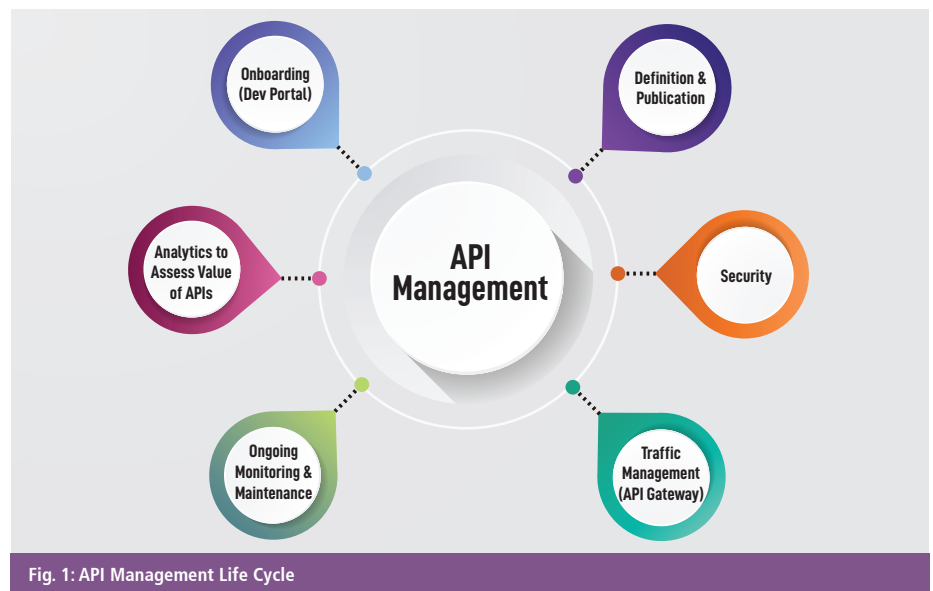 Onboarding
(Dev Portal)
Definition &
Publication
Analytics to
Assess Value
of APIs
API
Management
Security
Ongoing
Monitoring &
Maintenance
Traffic
Management
(API Gateway)
Fig. 1: API Management Life Cycle